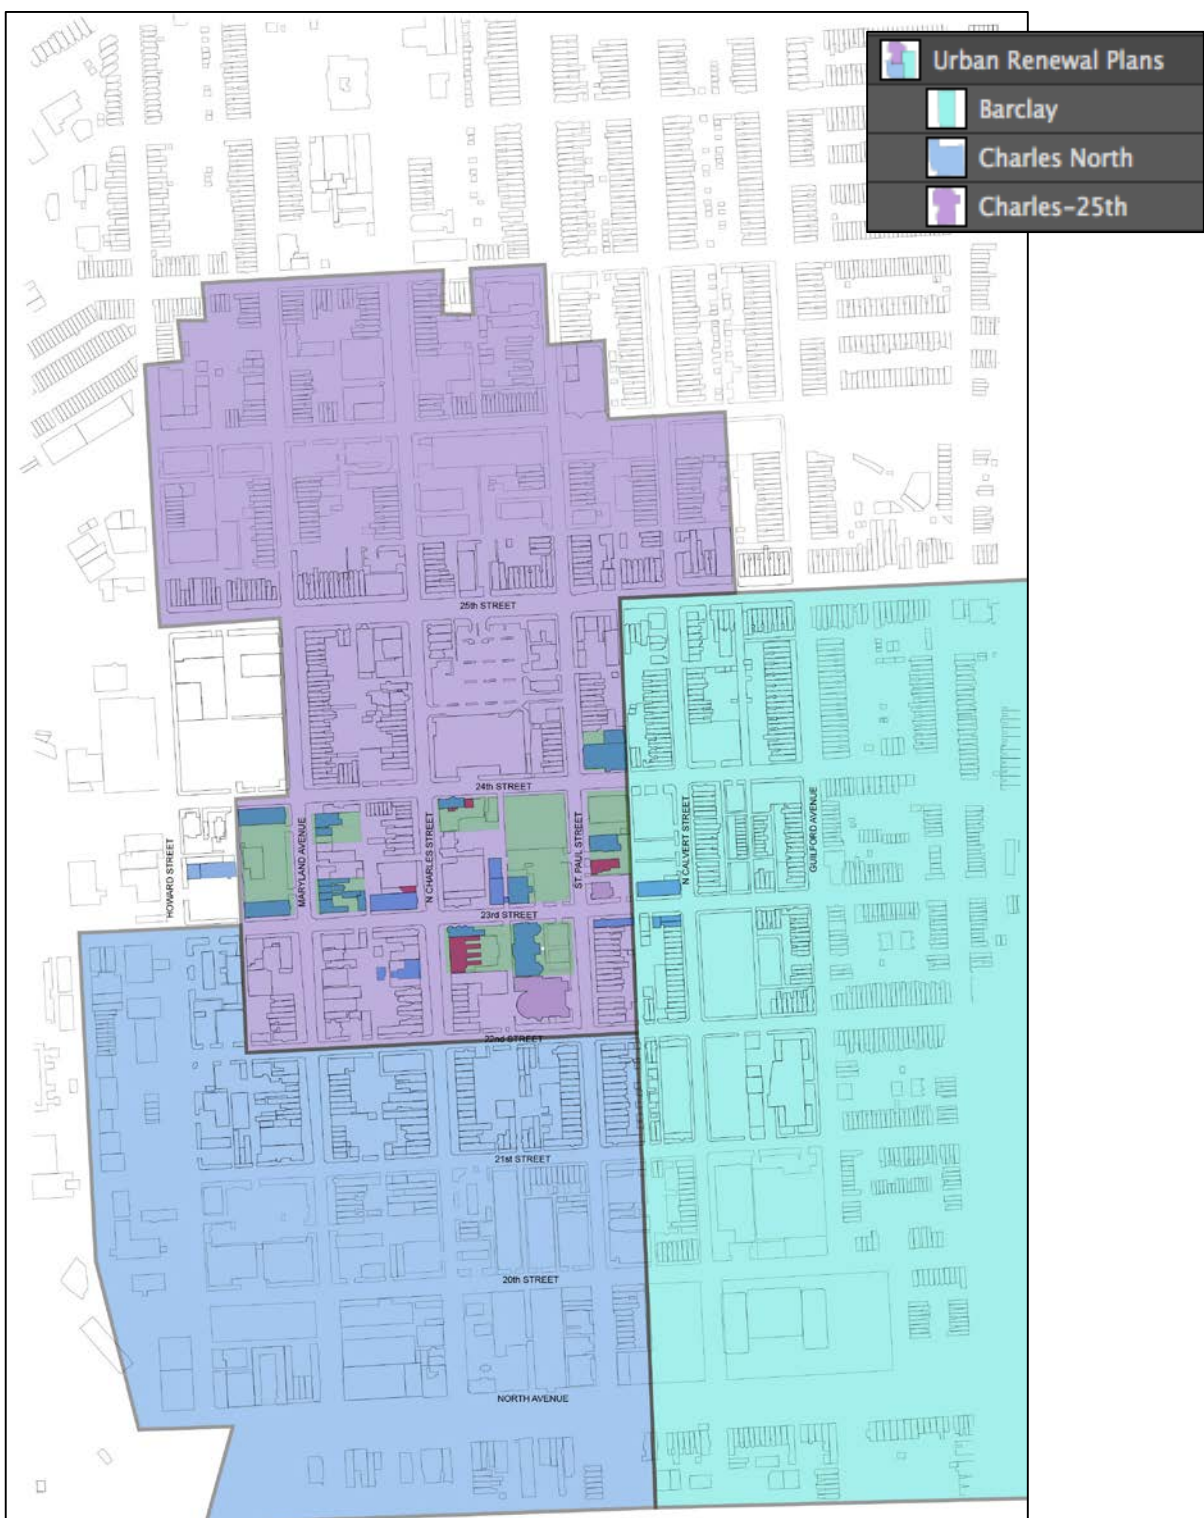 Urban Renewal Plans
Barclay
Charles North
Charles-25th
25th STREET
24th STREET
HOWARD STREET
MARYLAND AVENUE
N CHARLES STREET
ST. PAUL STREET
N CALVERT STREET
GUILFORD AVENUE
23rd STREET
22nd STREET
21st STREET
20th STREET
NORTH AVENUE